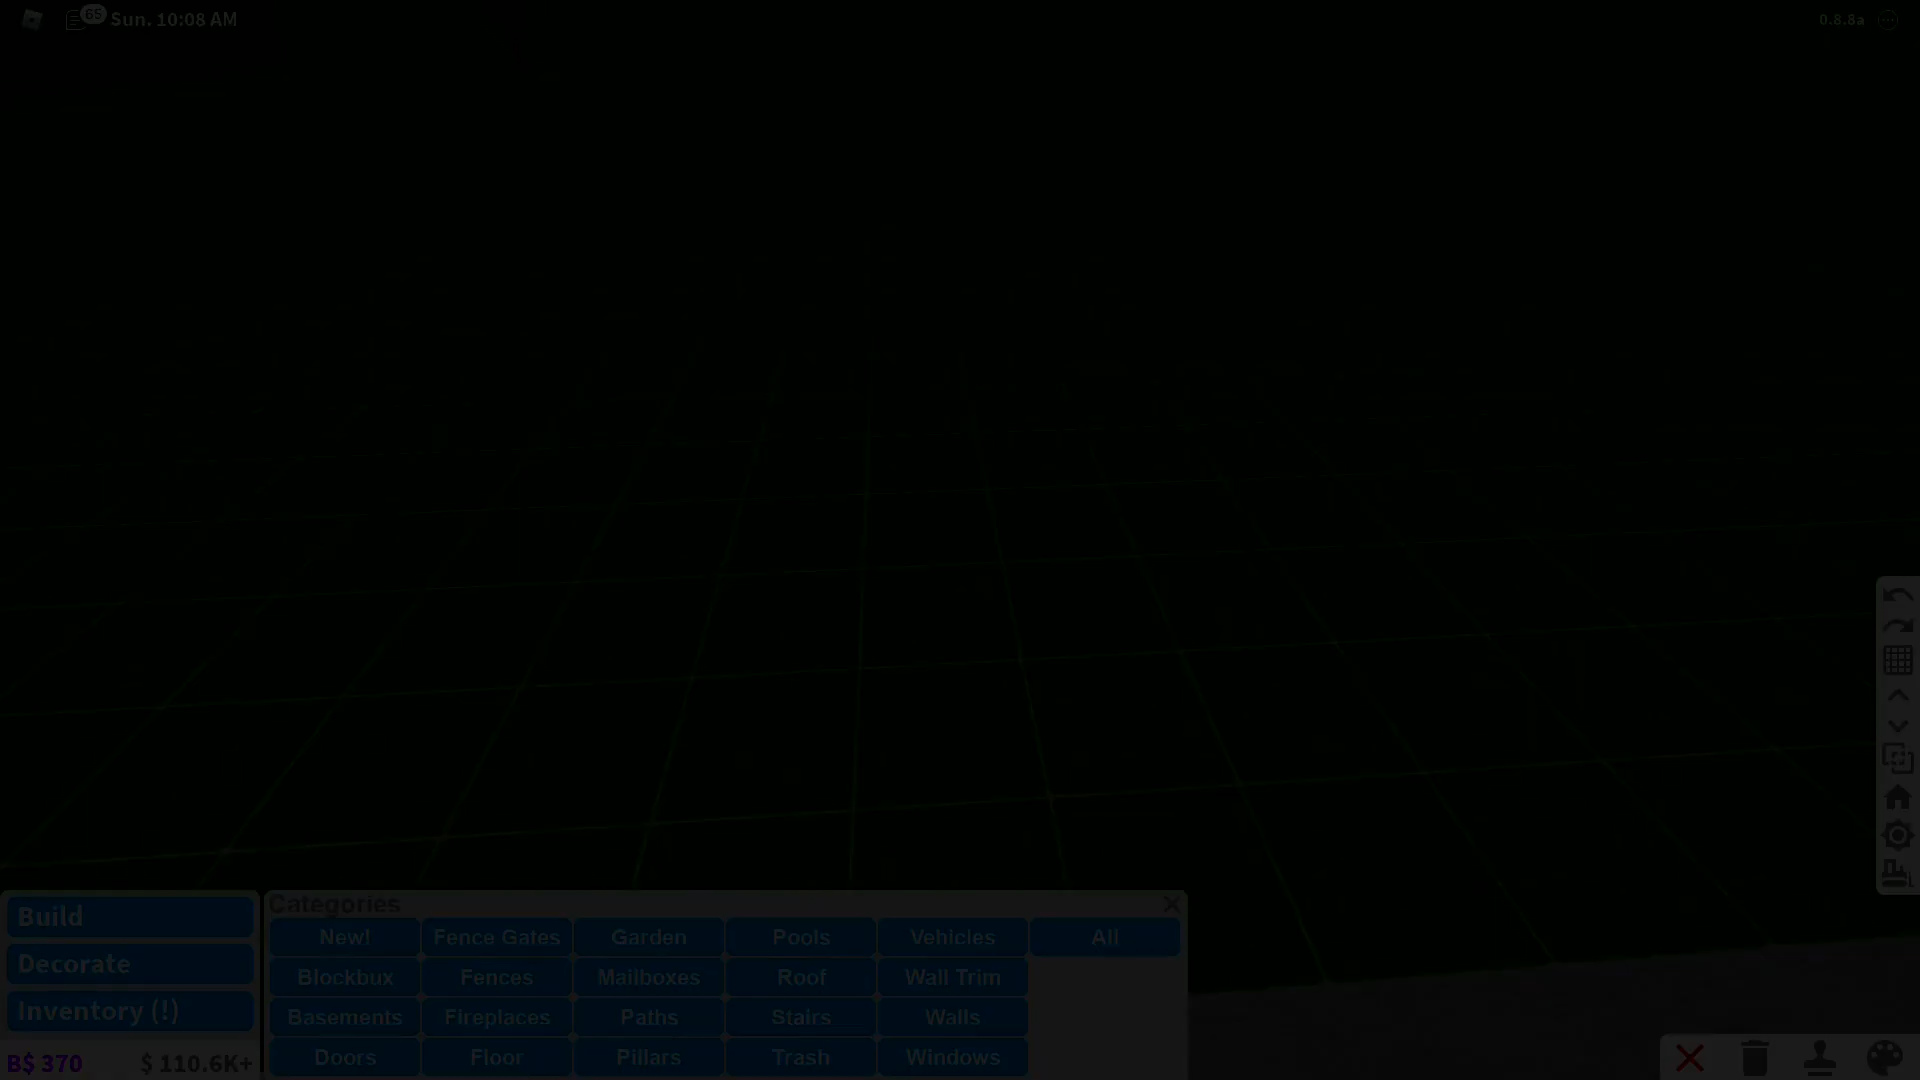 65 Sun. 10:08 AM
0.8.8a
Build
Decorate
Inventory (!)
B$ 370 $ 110.6K+
Categories
New! Fence Gates Garden Pools Vehicles All
Blockbux Fences Mailboxes Roof Wall Trim
Basements Fireplaces Paths Stairs Walls
Doors Floor Pillars Trash Windows